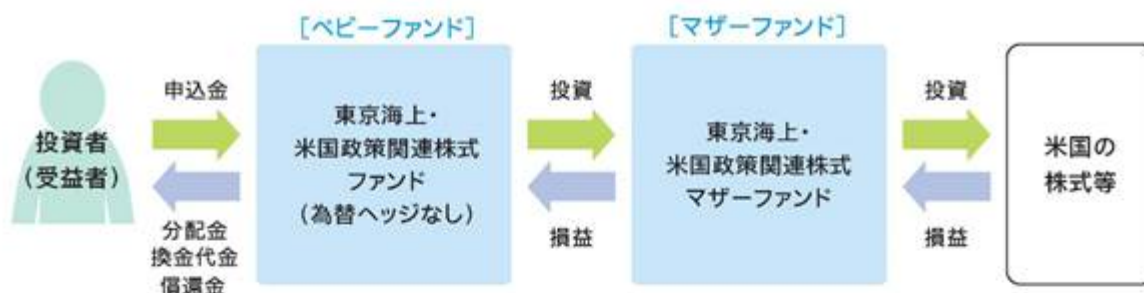 [ベビーファンド]
[マザーファンド]
投資者
(受益者)
申込金
分配金
換金代金
償還金
東京海上・
米国政策関連株式
ファンド
(為替ヘッジなし)
投資
損益
東京海上・
米国政策関連株式
マザーファンド
投資
損益
米国の
株式等